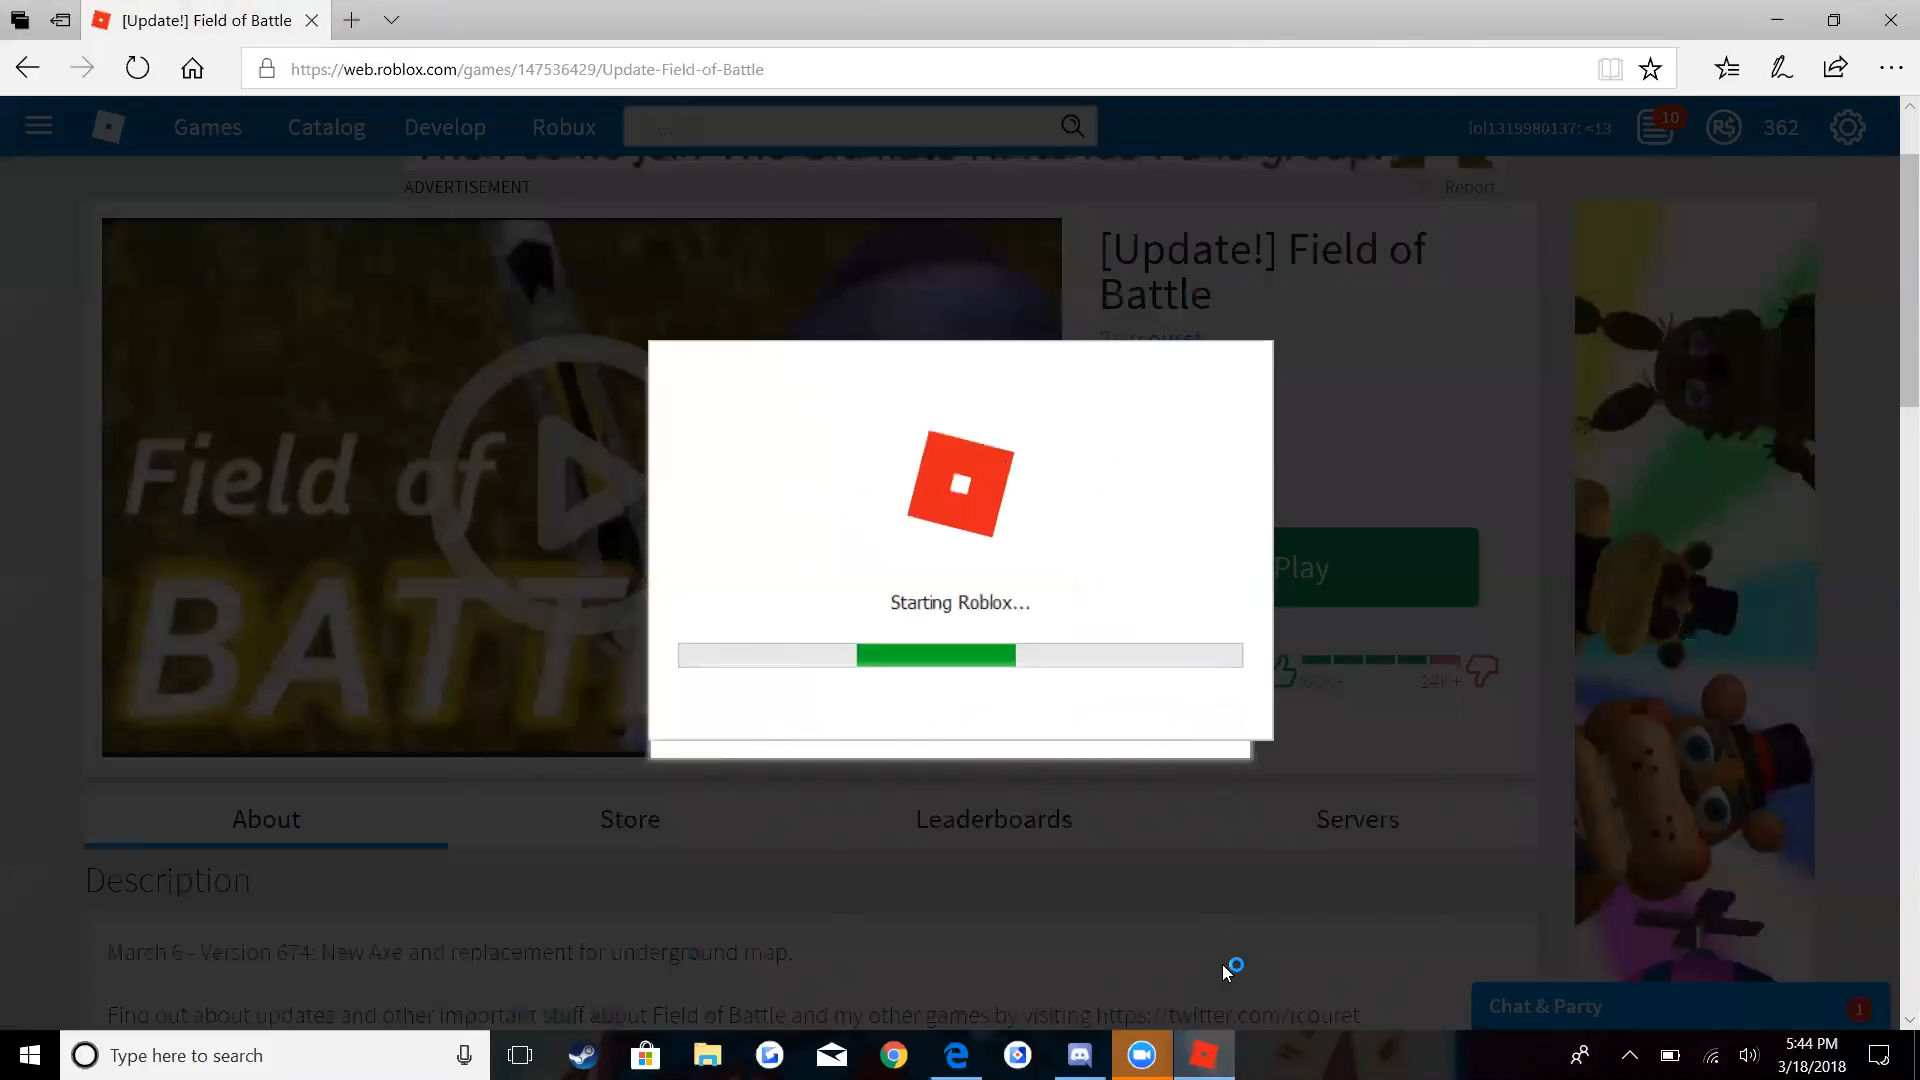 [Update!] Field of Battle
https://web.roblox.com/games/147536429/Update-Field-of-Battle
Games Catalog Develop Robux
lol1319980137: <13
10
362
ADVERTISEMENT
Report
[Update!] Field of
Battle
Field of
BATT
Play
Starting Roblox...
About Store Leaderboards Servers
Description
March 6 - Version 674: New Axe and replacement for underground map.
Find out about updates and other important stuff about Field of Battle and my other games by visiting https://twitter.com/rcouret
Chat & Party
1
Type here to search
5:44 PM
3/18/2018